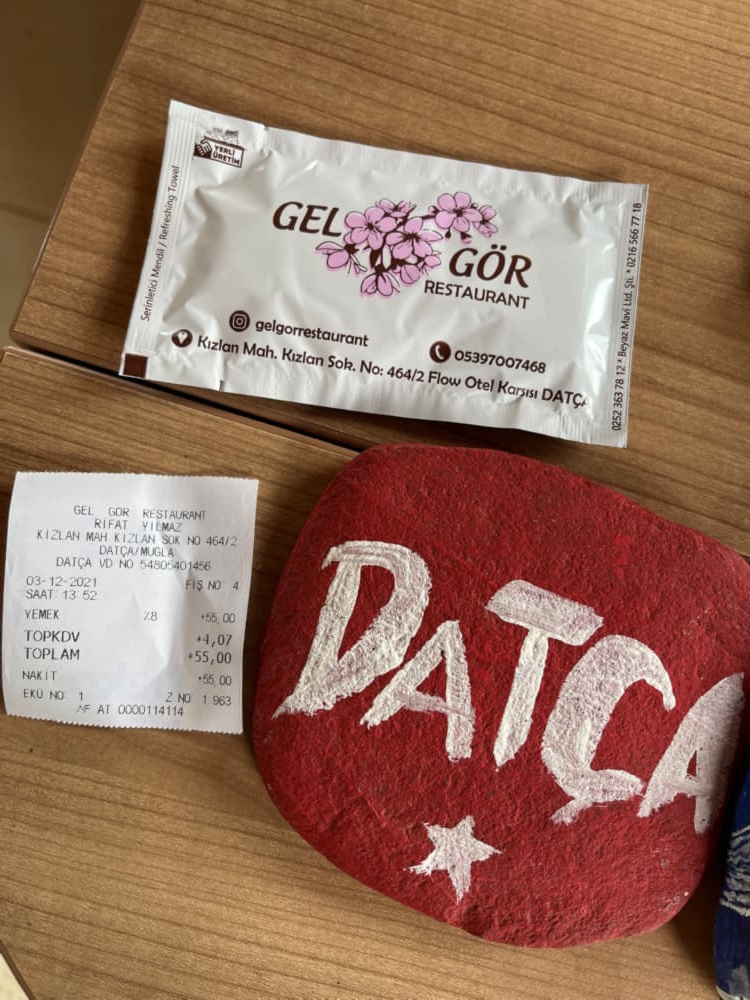 YERLİ
ÜRETİM
Serinletici Mendil / Refreshing Towel
GEL
GÖR
RESTAURANT
gelgorrestaurant
05397007468
Kızlan Mah. Kızlan Sok. No: 464/2 Flow Otel Karşısı DATÇA
0252 363 78 12 * Beyaz Mavi Ltd. Şti. * 0216 566 77 18
GEL GÖR RESTAURANT
RİFAT YILMAZ
KIZLAN MAH KIZLAN SOK NO 464/2
DATÇA/MUĞLA
DATÇA VD NO 54805401456
03-12-2021 FİŞ NO: 4
SAAT: 13:52
YEMEK %8 *55,00
TOPKDV *4,07
TOPLAM *55,00
NAKİT *55,00
EKÜ NO: 1 Z NO: 1963
MF AT 0000114114
DATÇA